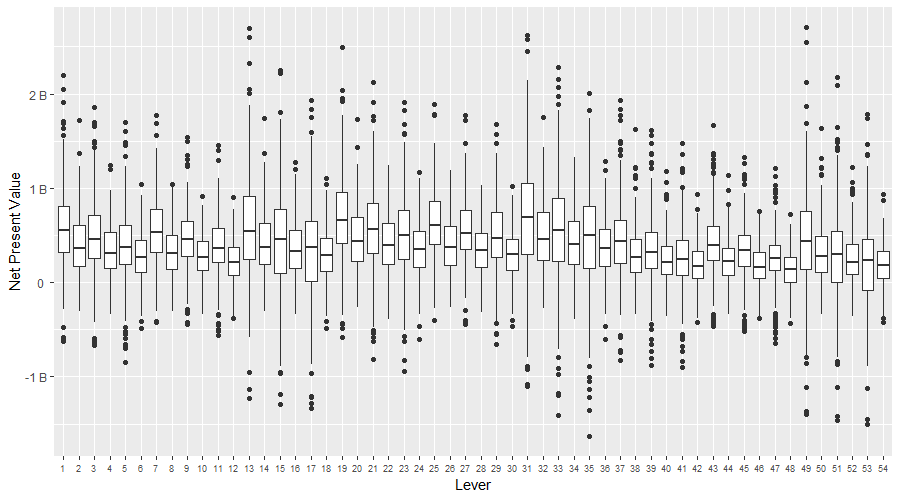 2 B
1 B
0
-1 B
Net Present Value
1 2 3 4 5 6 7 8 9 10 11 12 13 14 15 16 17 18 19 20 21 22 23 24 25 26 27 28 29 30 31 32 33 34 35 36 37 38 39 40 41 42 43 44 45 46 47 48 49 50 51 52 53 54
Lever